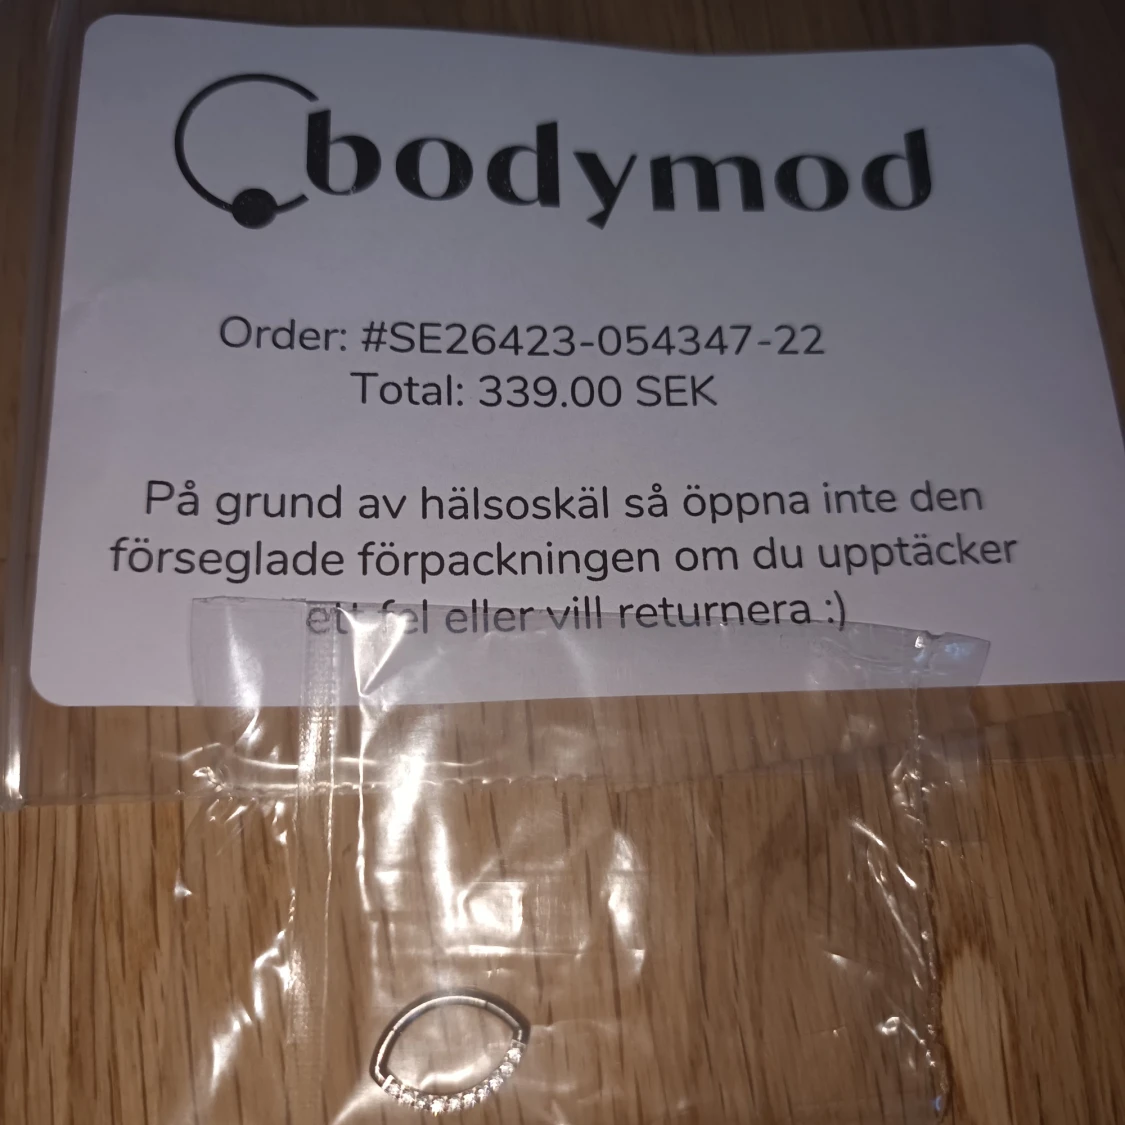 bodymod
Order: #SE26423-054347-22
Total: 339.00 SEK
På grund av hälsoskäl så öppna inte den
förseglade förpackningen om du upptäcker
ett fel eller vill returnera :)